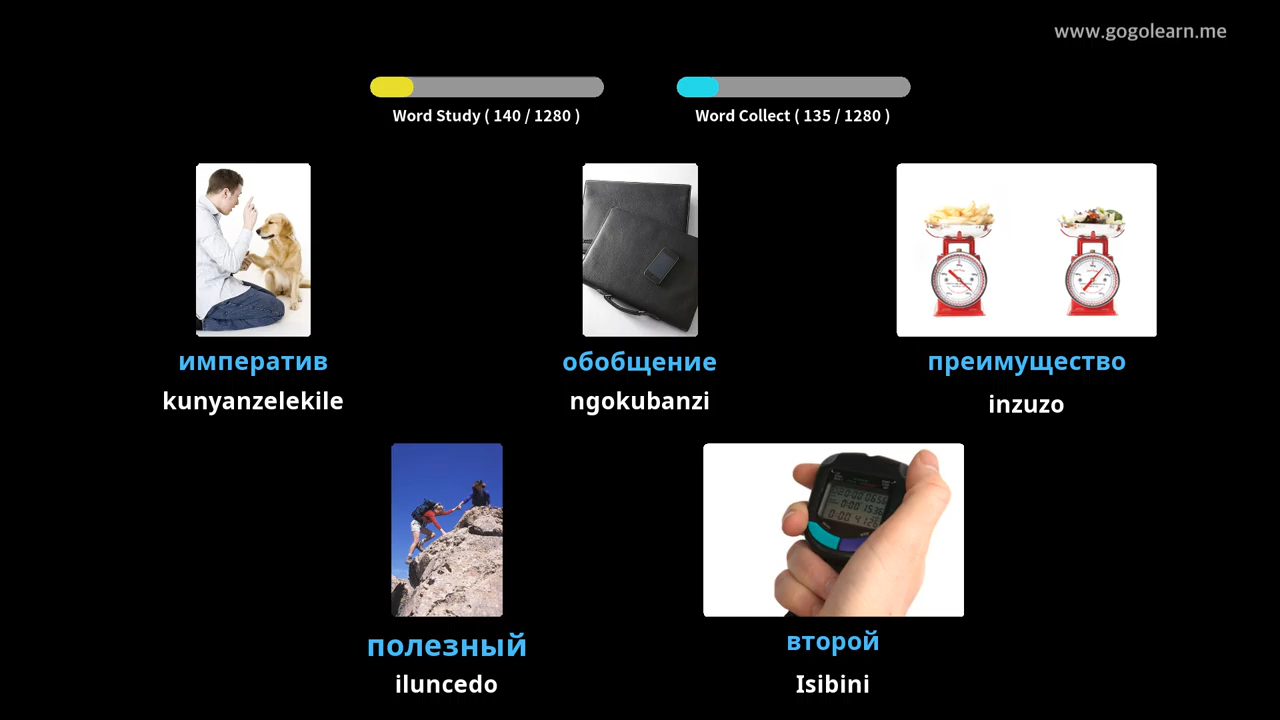 www.gogolearn.me
Word Study ( 140 / 1280 )
Word Collect ( 135 / 1280 )
императив
kunyanzelekile
обобщение
ngokubanzi
преимущество
inzuzo
полезный
iluncedo
второй
Isibini